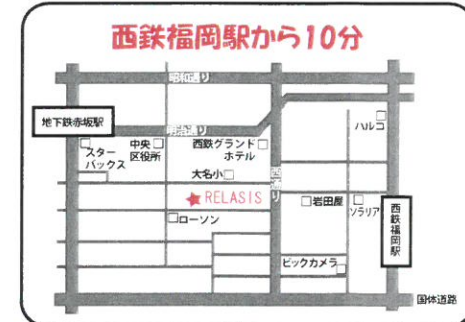 西鉄福岡駅から10分
昭和通り
地下鉄赤坂駅
明治通り
パルコ
スター
バックス
中央
区役所
西鉄グランド
ホテル
大名小
西通り
★ RELASIS
岩田屋
ソラリア
西鉄福岡駅
ローソン
ビックカメラ
国体道路